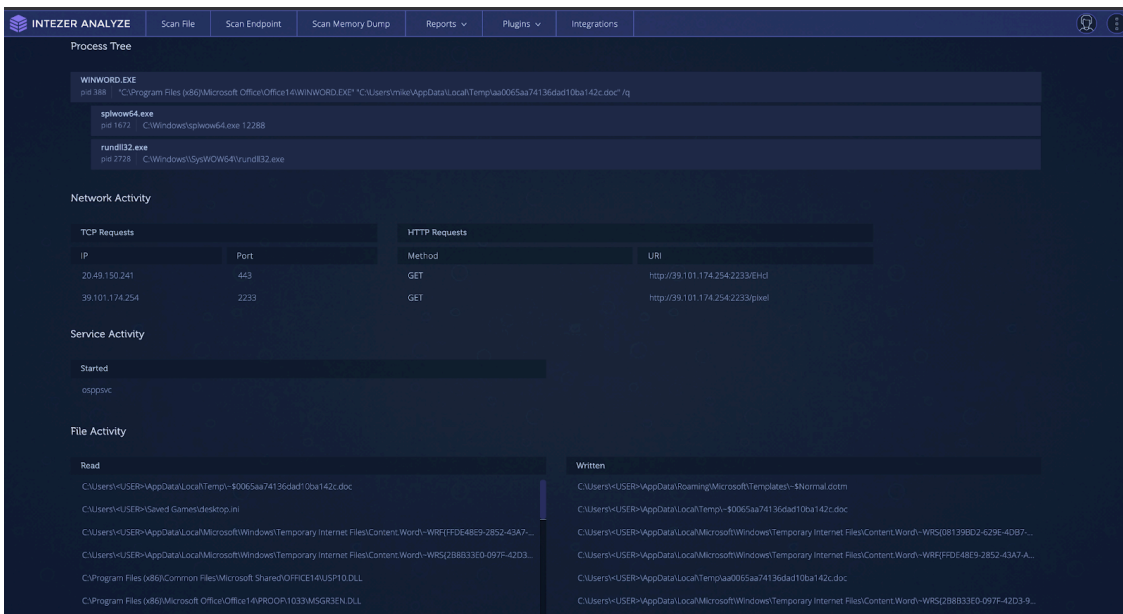 INTEZER ANALYZE Scan File Scan Endpoint Scan Memory Dump Reports Plugins Integrations
Process Tree
WINWORD.EXE
pid 388 "C:\Program Files (x86)\Microsoft Office\Office14\WINWORD.EXE" "C:\Users\mike\AppData\Local\Temp\aa0065aa74136dad10ba142c.doc" /q
splwow64.exe
pid 1672 C:\Windows\splwow64.exe 12288
rundll32.exe
pid 2728 C:\Windows\\SysWOW64\\rundll32.exe
Network Activity
TCP Requests HTTP Requests
IP Port Method URI
20.49.150.241 443 GET http://39.101.174.254:2233/EHcl
39.101.174.254 2233 GET http://39.101.174.254:2233/pixel
Service Activity
Started
osppsvc
File Activity
Read Written
C:\Users\<USER>\AppData\Local\Temp\~$0065aa74136dad10ba142c.doc C:\Users\<USER>\AppData\Roaming\Microsoft\Templates\~$Normal.dotm
C:\Users\<USER>\Saved Games\desktop.ini C:\Users\<USER>\AppData\Local\Temp\~$0065aa74136dad10ba142c.doc
C:\Users\<USER>\AppData\Local\Microsoft\Windows\Temporary Internet Files\Content.Word\~WRF{FFDE48E9-2852-43A7-... C:\Users\<USER>\AppData\Local\Microsoft\Windows\Temporary Internet Files\Content.Word\~WRS{08139BD2-629E-4DB7-...
C:\Users\<USER>\AppData\Local\Microsoft\Windows\Temporary Internet Files\Content.Word\~WRS{2B8B33E0-097F-42D3... C:\Users\<USER>\AppData\Local\Microsoft\Windows\Temporary Internet Files\Content.Word\~WRF{FFDE48E9-2852-43A7-A...
C:\Program Files (x86)\Common Files\Microsoft Shared\OFFICE14\USP10.DLL C:\Users\<USER>\AppData\Local\Temp\aa0065aa74136dad10ba142c.doc
C:\Program Files (x86)\Microsoft Office\Office14\PROOF\1033\MSGR3EN.DLL C:\Users\<USER>\AppData\Local\Microsoft\Windows\Temporary Internet Files\Content.Word\~WRS{2B8B33E0-097F-42D3-9...